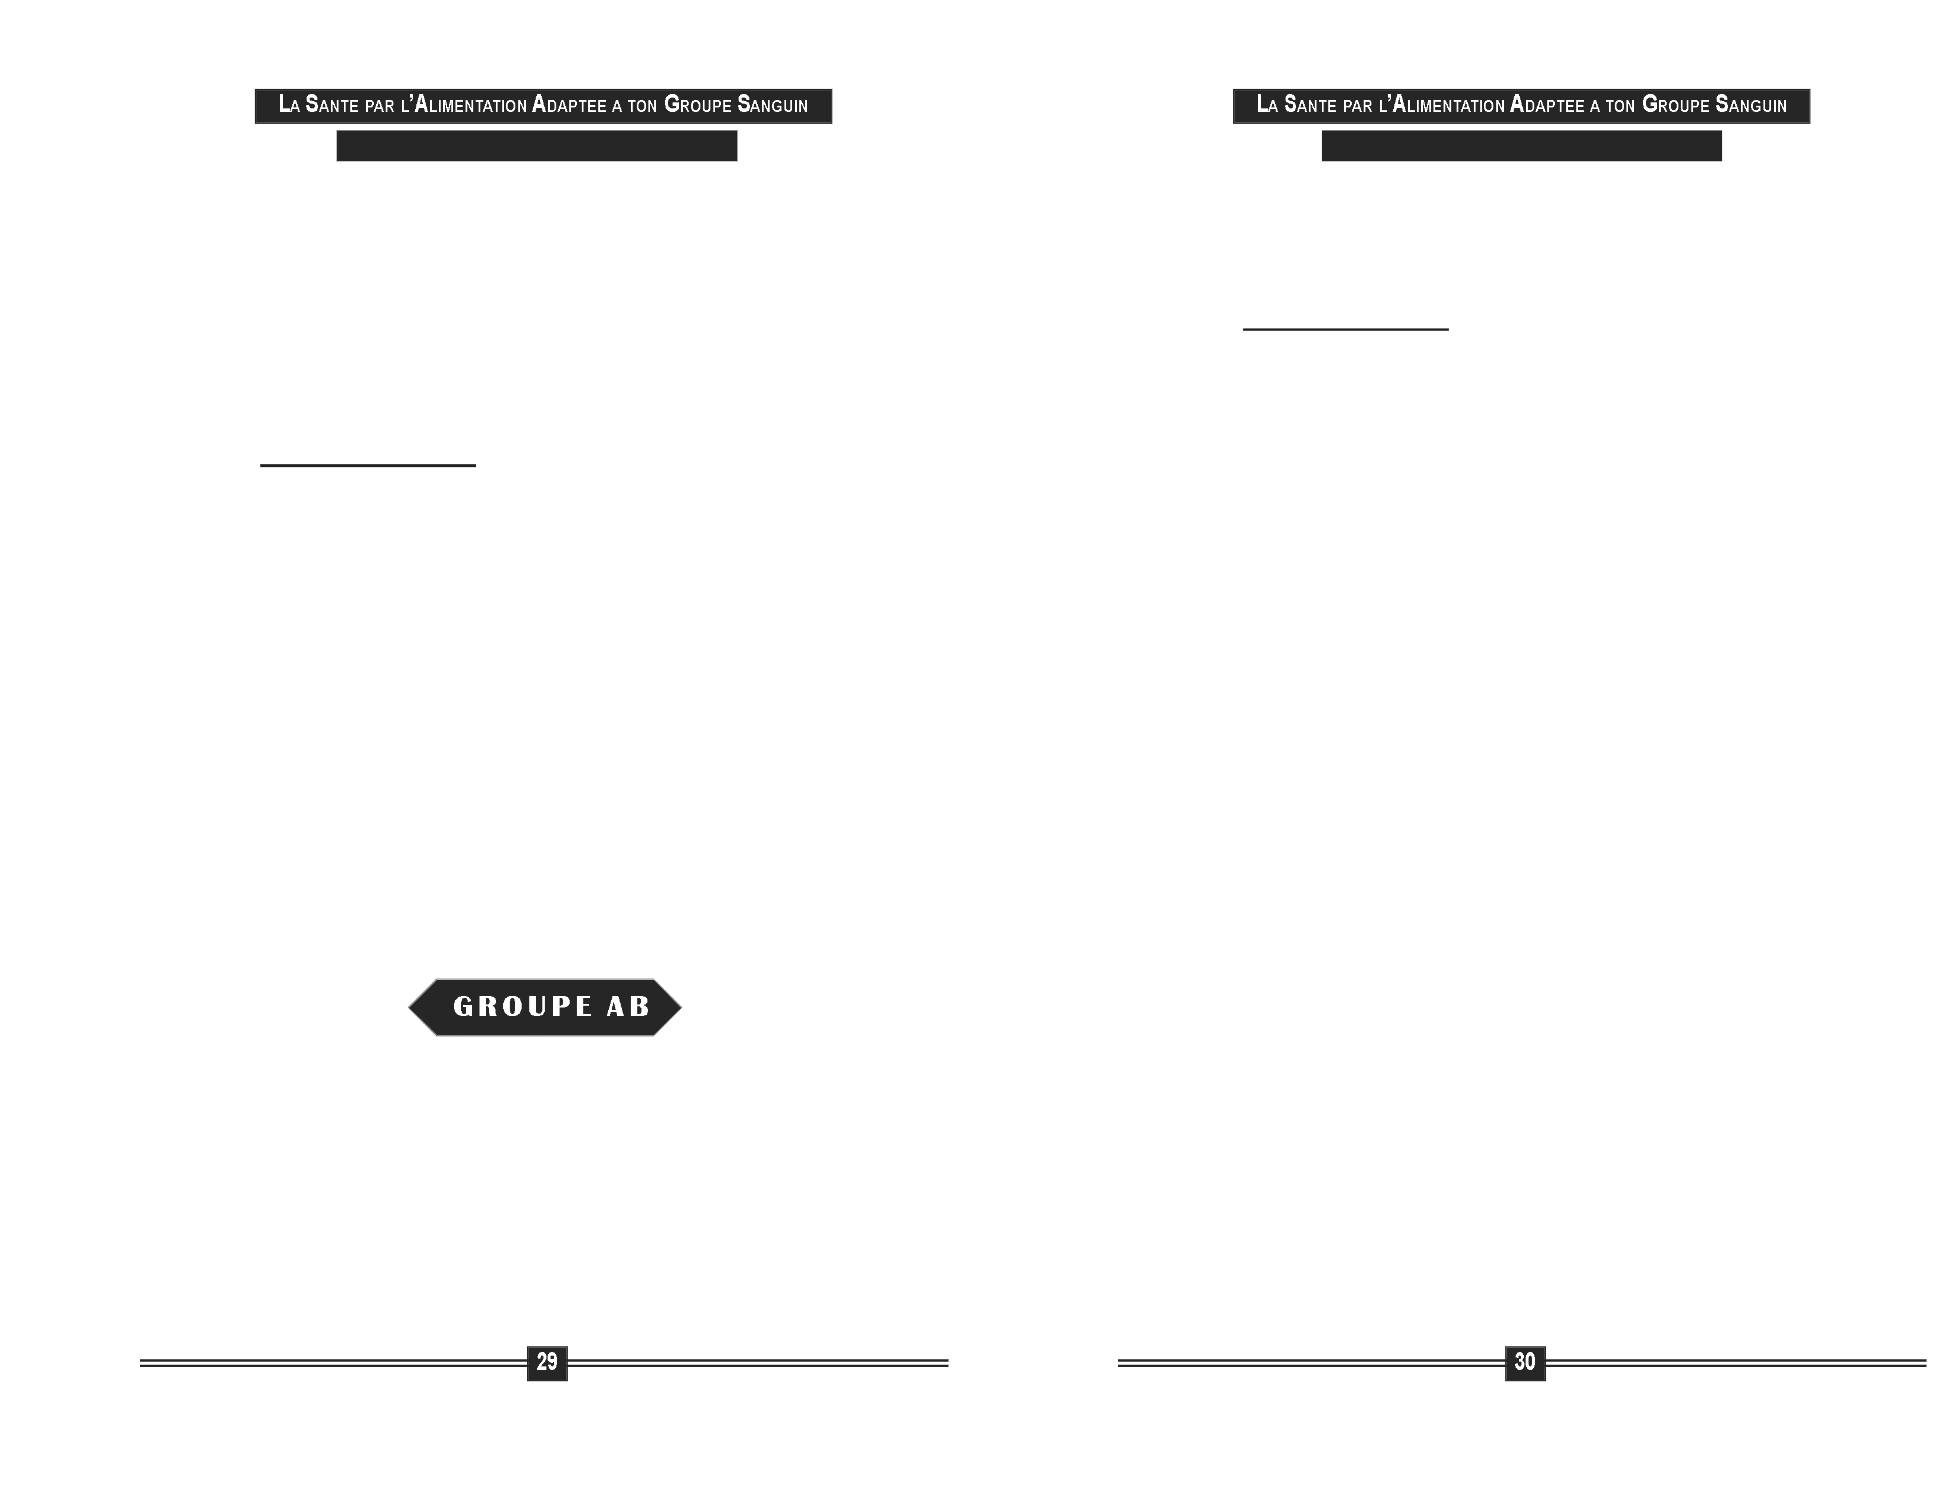 LA SANTE PAR L'ALIMENTATION ADAPTEE A TON GROUPE SANGUIN
GROUPE AB
29
LA SANTE PAR L'ALIMENTATION ADAPTEE A TON GROUPE SANGUIN
30